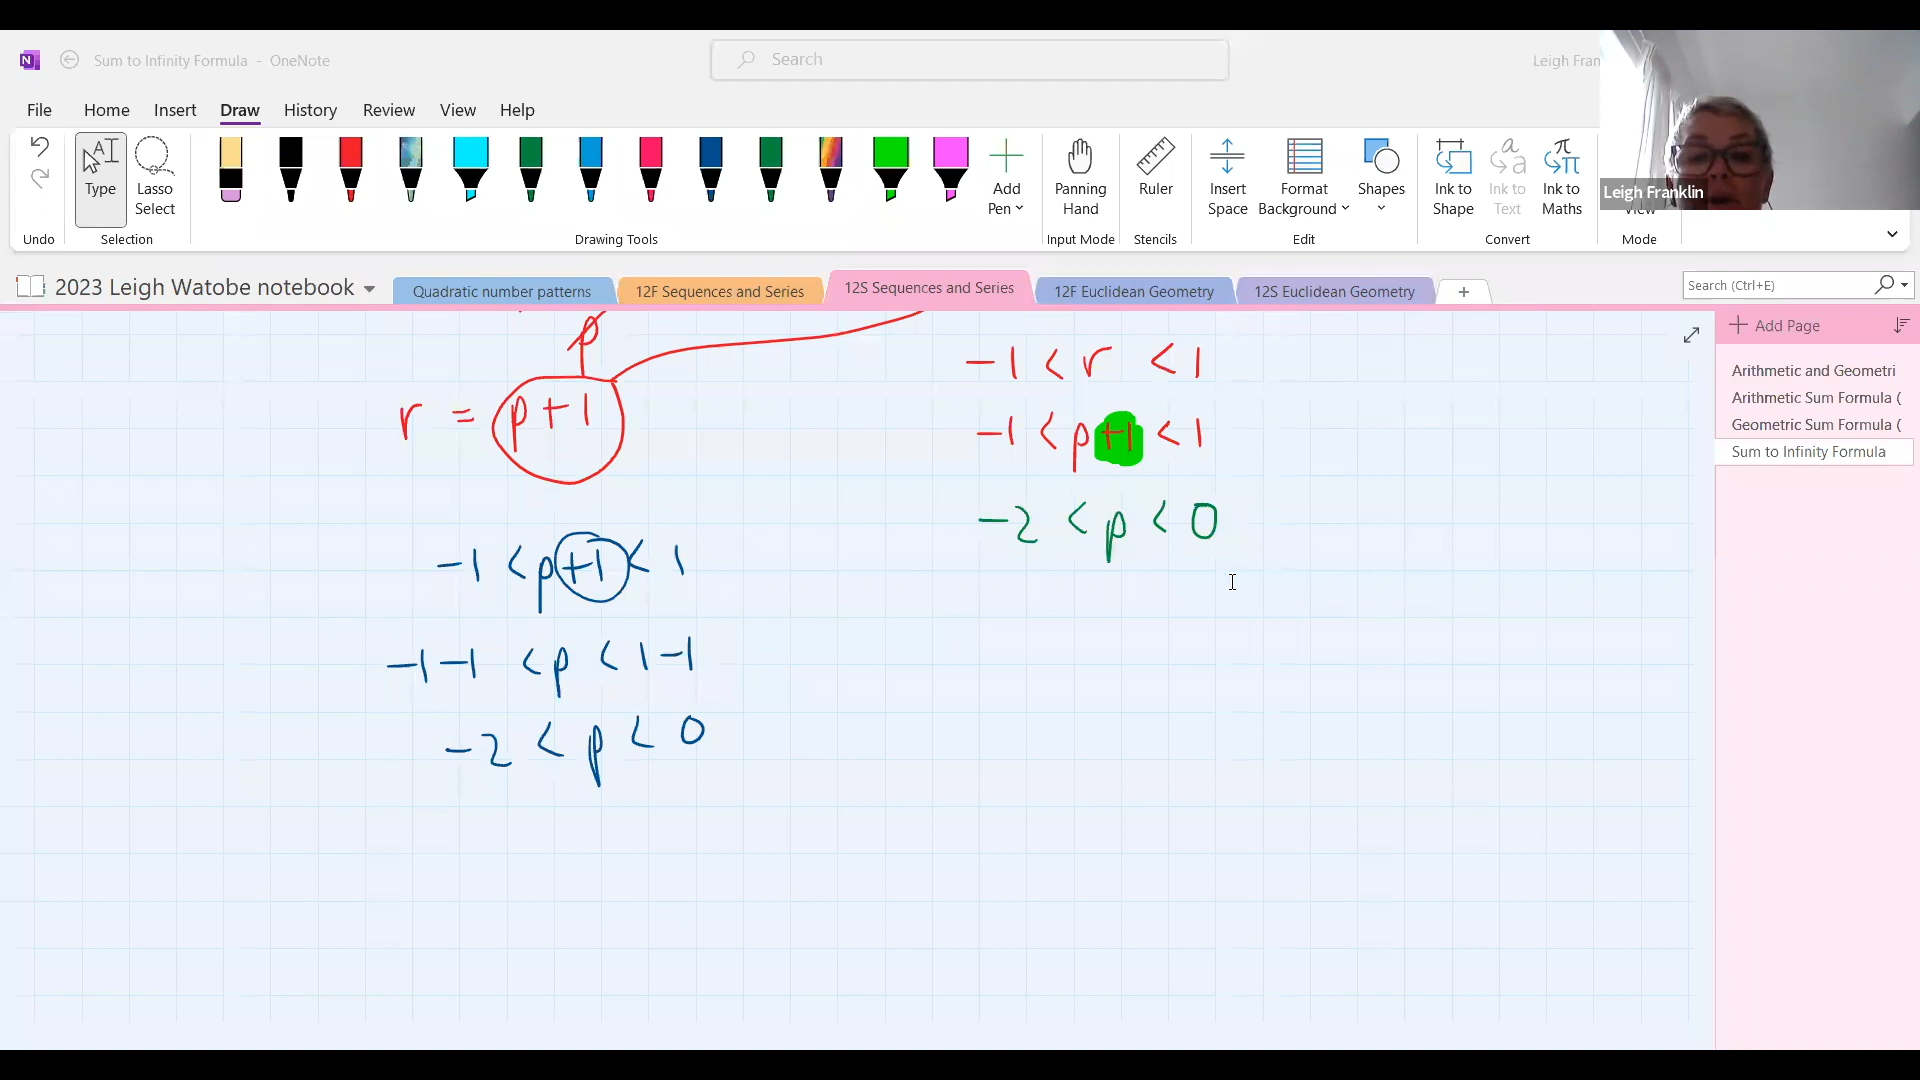 Sum to Infinity Formula - OneNote
Search
Leigh Fran
File Home Insert Draw History Review View Help
Undo
Type
Lasso Select
Selection
Drawing Tools
Add Pen
Panning Hand
Input Mode
Ruler
Stencils
Insert Space
Format Background
Shapes
Edit
Ink to Shape
Ink to Text
Ink to Maths
Convert
View
Mode
Leigh Franklin
2023 Leigh Watobe notebook
Quadratic number patterns
12F Sequences and Series
12S Sequences and Series
12F Euclidean Geometry
12S Euclidean Geometry
Search (Ctrl+E)
Add Page
Arithmetic and Geometri
Arithmetic Sum Formula (
Geometric Sum Formula (
Sum to Infinity Formula
p
r = p+1
-1 < p+1 < 1
-1-1 < p < 1-1
-2 < p < 0
-1 < r < 1
-1 < p+1 < 1
-2 < p < 0